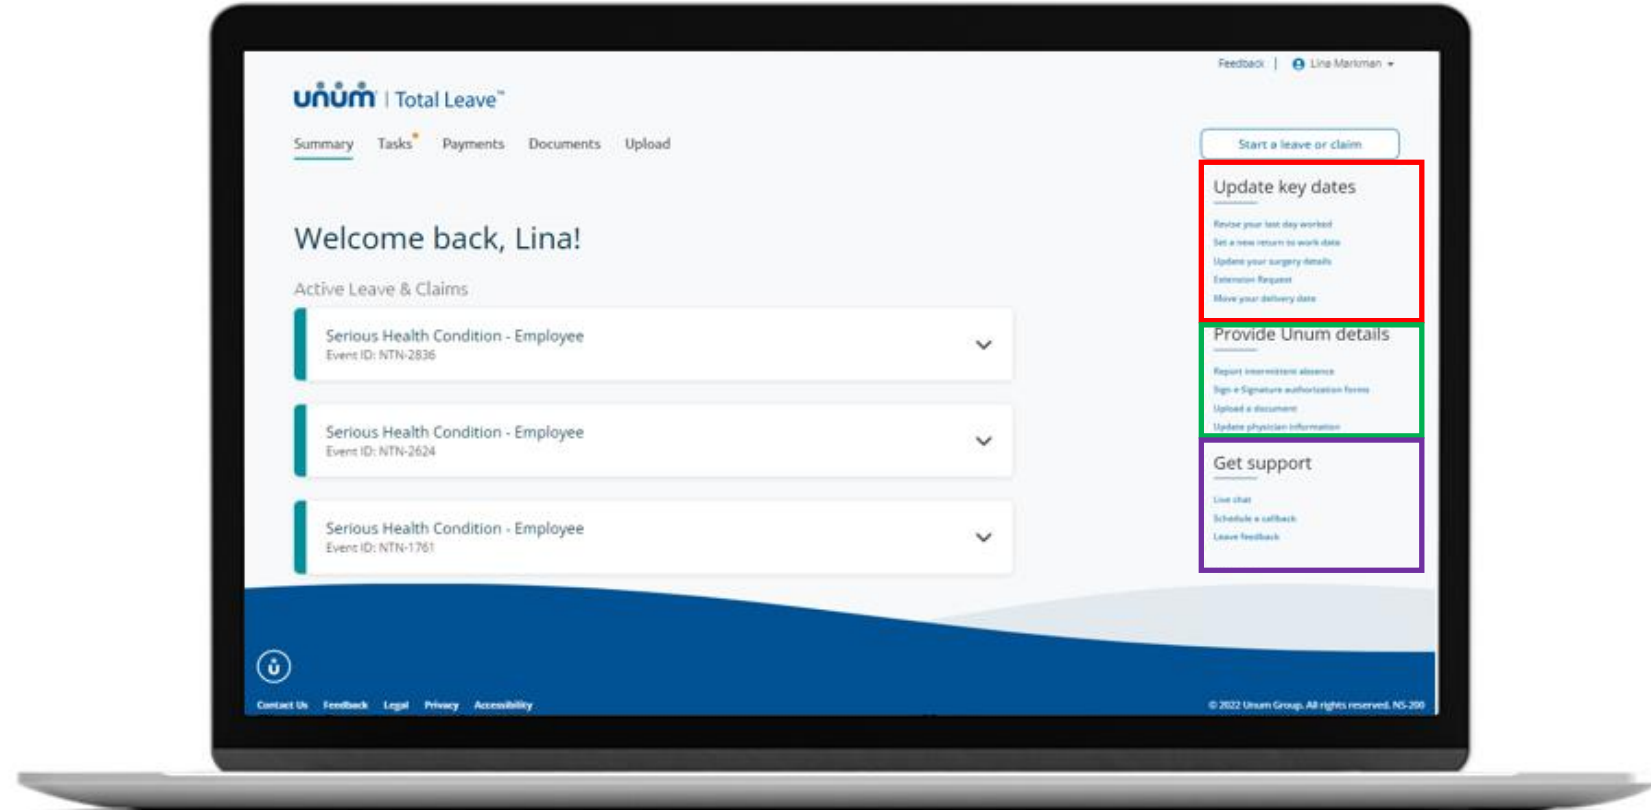 Feedback | Lina Markman
unum | Total Leave™
Summary Tasks Payments Documents Upload
Start a leave or claim
Welcome back, Lina!
Active Leave & Claims
Serious Health Condition - Employee
Event ID: NTN-2836
Serious Health Condition - Employee
Event ID: NTN-2624
Serious Health Condition - Employee
Event ID: NTN-1761
Update key dates
Revise your last day worked
Set a new return to work date
Update your surgery details
Extension Request
Move your delivery date
Provide Unum details
Report intermittent absence
Sign e-Signature authorization forms
Upload a document
Update physician information
Get support
Live chat
Schedule a callback
Leave feedback
Contact Us Feedback Legal Privacy Accessibility
© 2022 Unum Group. All rights reserved. NS-200